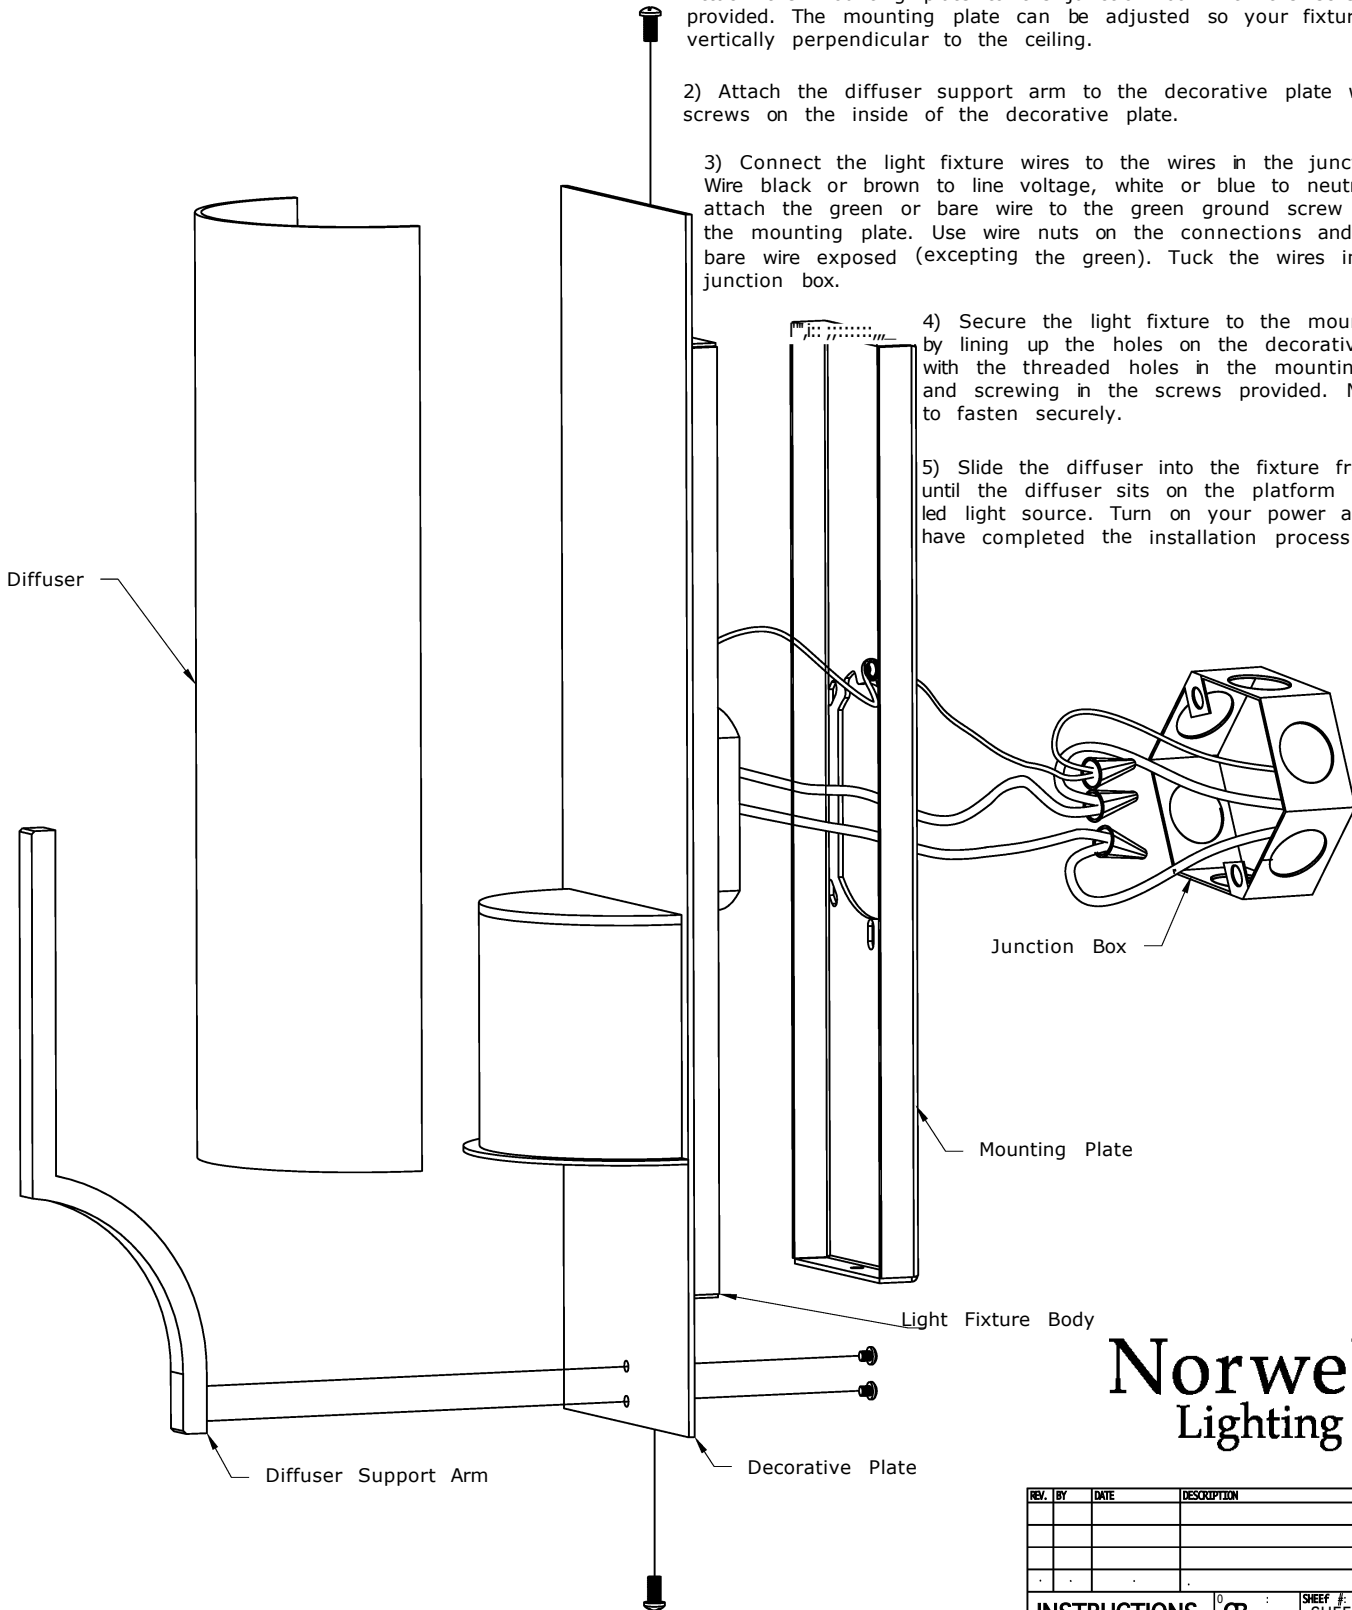 provided. The mounting plate can be adjusted so your fixtur
vertically perpendicular to the ceiling.
2) Attach the diffuser support arm to the decorative plate
screws on the inside of the decorative plate.
3) Connect the light fixture wires to the wires in the junc
Wire black or brown to line voltage, white or blue to neutr
attach the green or bare wire to the green ground screw
the mounting plate. Use wire nuts on the connections and
bare wire exposed (excepting the green). Tuck the wires in
junction box.
4) Secure the light fixture to the moun
by lining up the holes on the decorativ
with the threaded holes in the mountin
and screwing in the screws provided.
to fasten securely.
5) Slide the diffuser into the fixture fr
until the diffuser sits on the platform
led light source. Turn on your power a
have completed the installation process
Diffuser
Junction Box
Mounting Plate
Light Fixture Body
Diffuser Support Arm
Decorative Plate
Norwe
Lighting
REV. BY DATE DESCRIPTION
INSTRUCTIONS
SHEEf #: